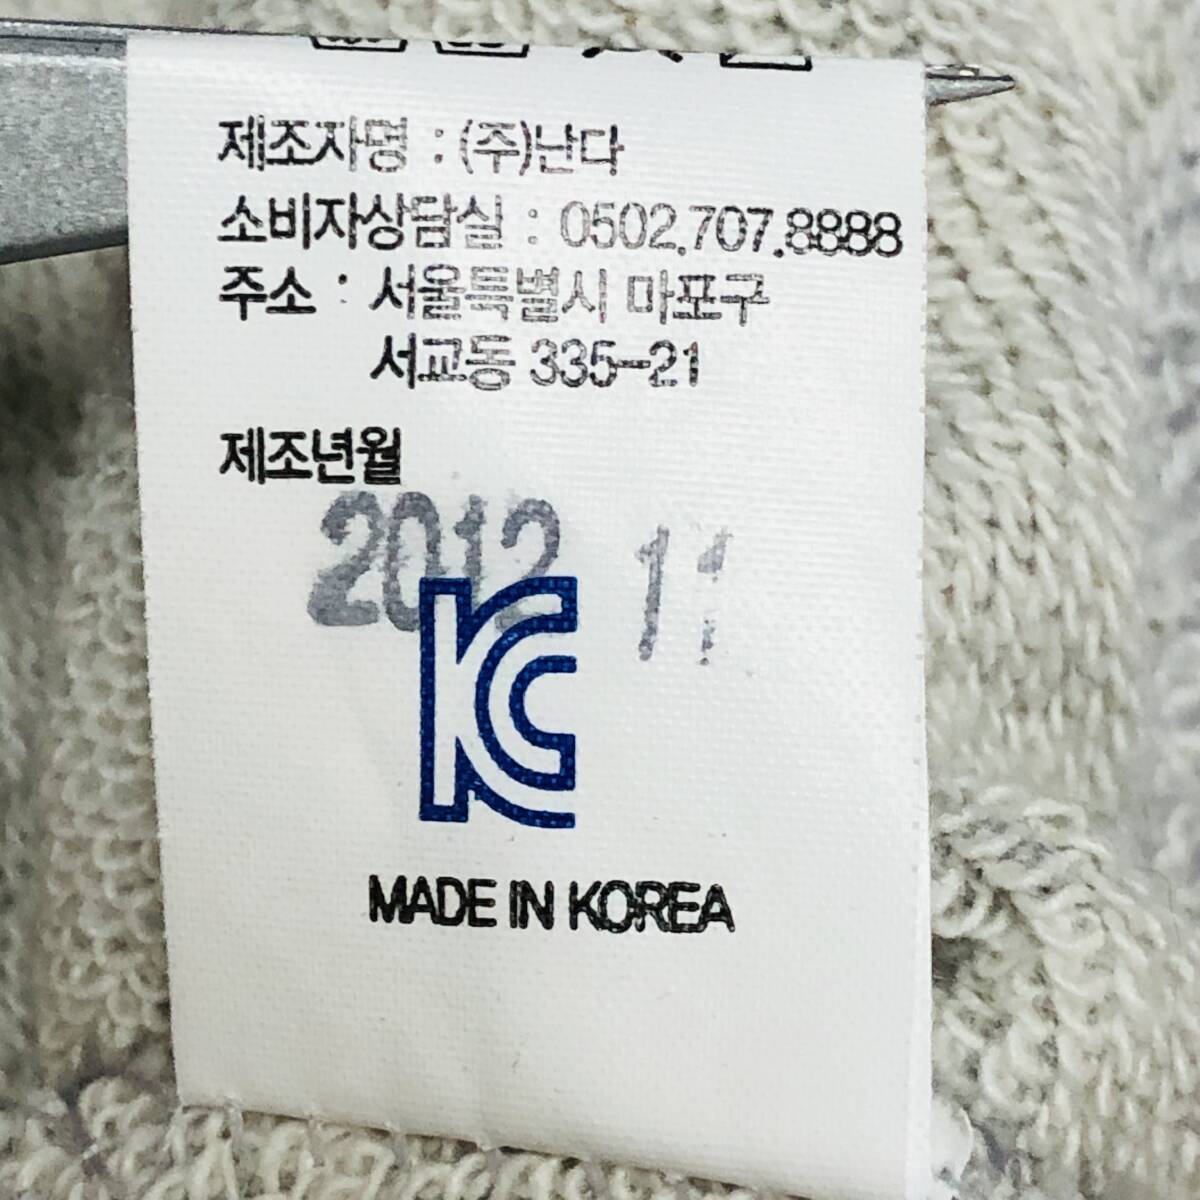 제조자명 : (주)난다
소비자상담실 : 0502.707.8888
주소 : 서울특별시 마포구
서교동 335-21
제조년월
2012 11
KC
MADE IN KOREA